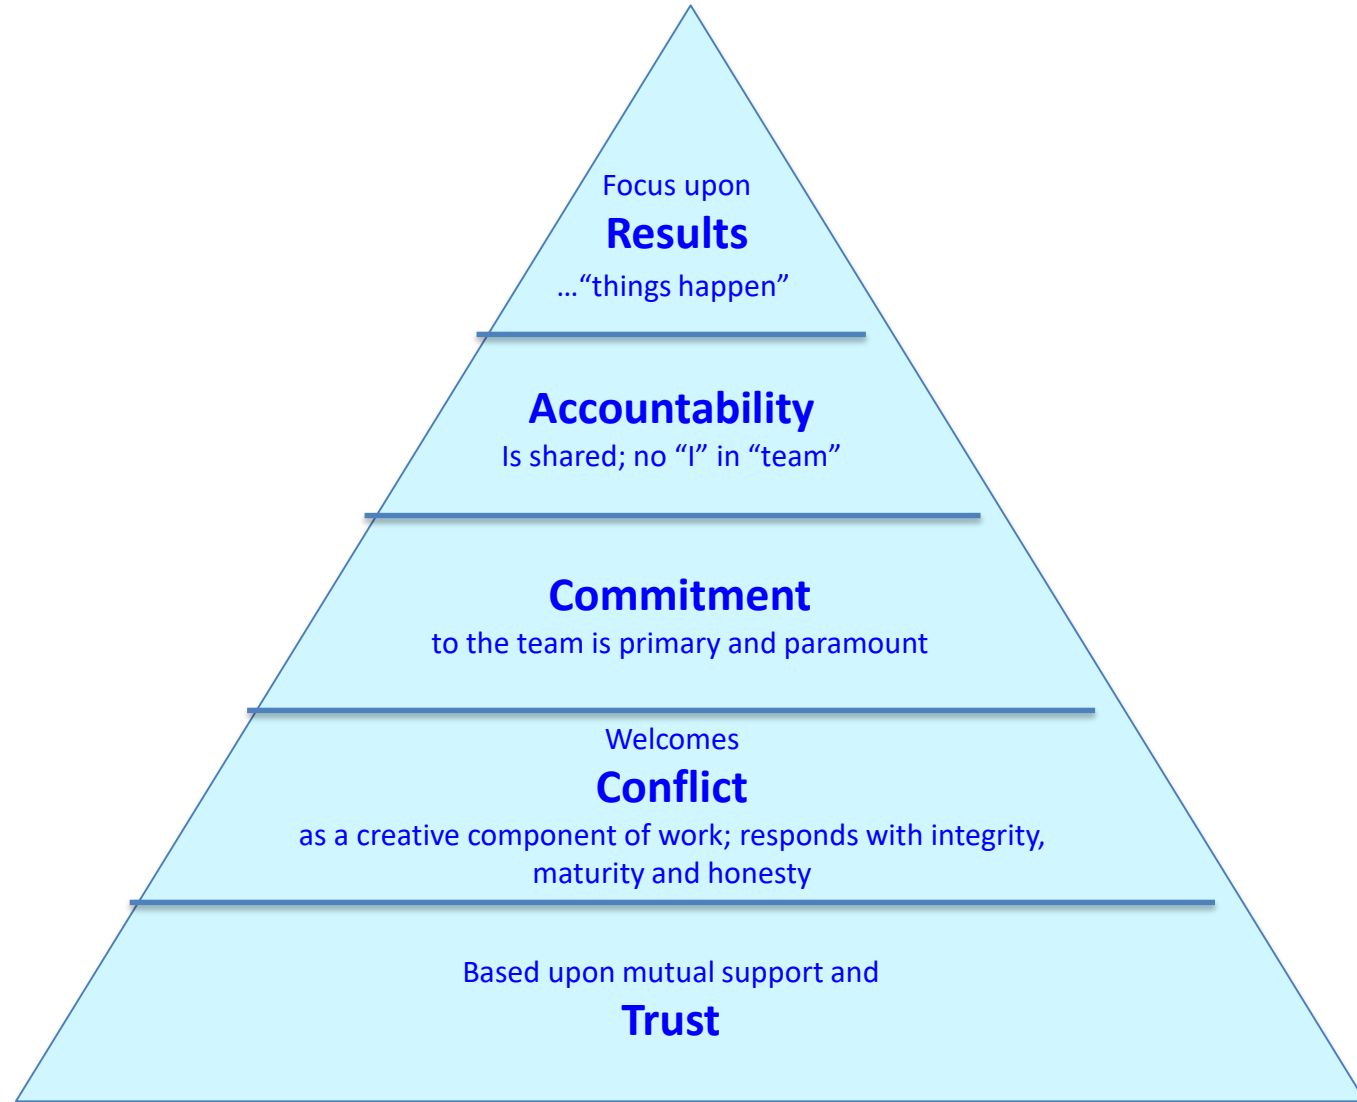 Focus upon
Results
…“things happen”
Accountability
Is shared; no “I” in “team”
Commitment
to the team is primary and paramount
Welcomes
Conflict
as a creative component of work; responds with integrity,
maturity and honesty
Based upon mutual support and
Trust